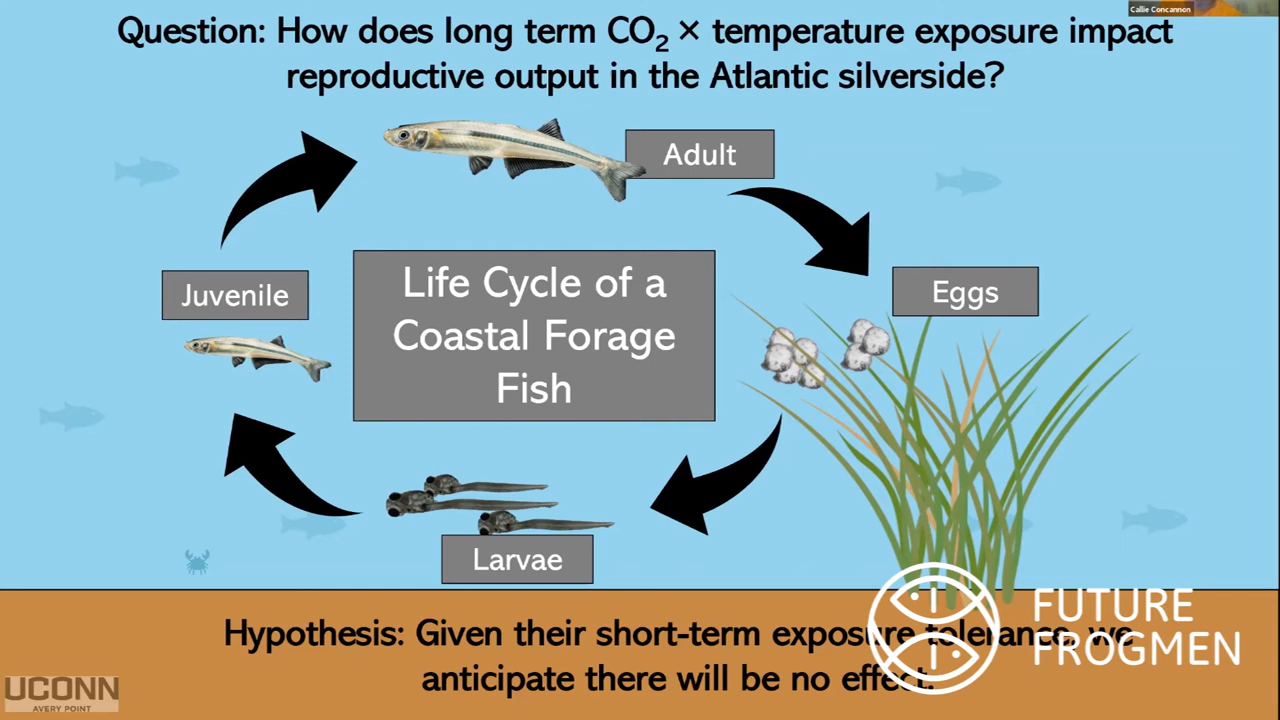 Callie Concannon
Question: How does long term CO₂ × temperature exposure impact
reproductive output in the Atlantic silverside?
Adult
Juvenile
Life Cycle of a
Coastal Forage
Fish
Eggs
Larvae
Hypothesis: Given their short-term exposure tolerance, we
anticipate there will be no effect.
FUTURE
FROGMEN
UCONN
AVERY POINT